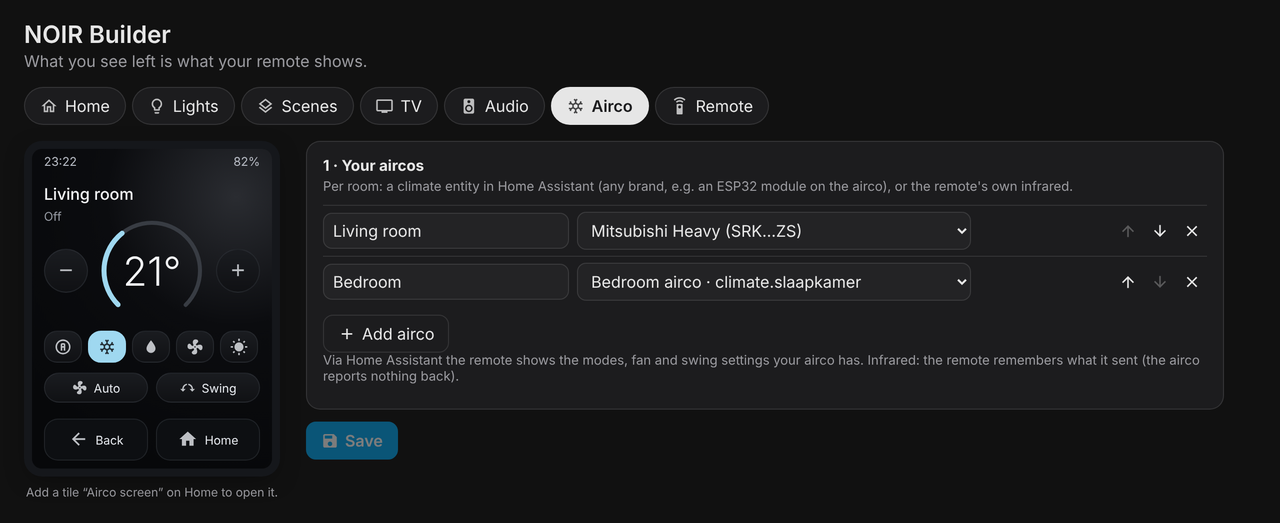 NOIR Builder
What you see left is what your remote shows.
Home
Lights
Scenes
TV
Audio
Airco
Remote
23:22
82%
Living room
Off
21°
Auto
Swing
Back
Home
Add a tile “Airco screen” on Home to open it.
1 · Your aircos
Per room: a climate entity in Home Assistant (any brand, e.g. an ESP32 module on the airco), or the remote's own infrared.
Living room
Mitsubishi Heavy (SRK...ZS)
Bedroom
Bedroom airco · climate.slaapkamer
+ Add airco
Via Home Assistant the remote shows the modes, fan and swing settings your airco has. Infrared: the remote remembers what it sent (the airco
reports nothing back).
Save